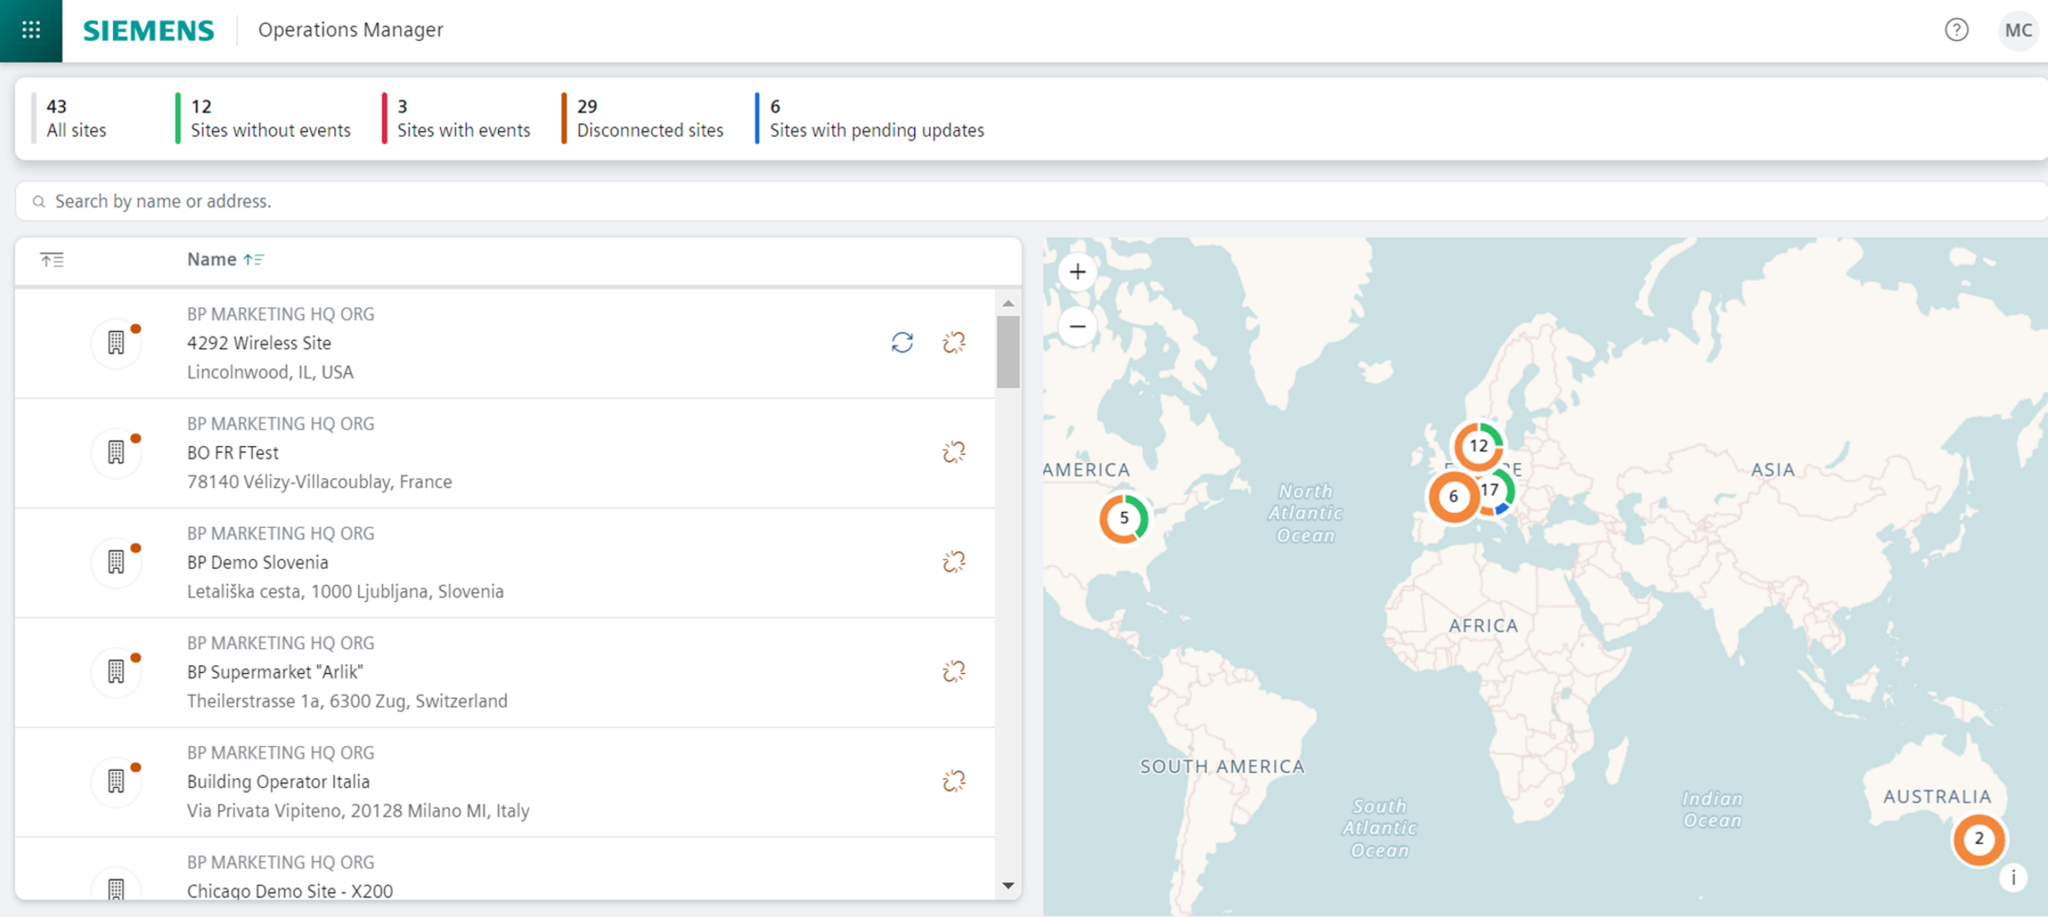 SIEMENS
Operations Manager
?
MC
43
All sites
12
Sites without events
3
Sites with events
29
Disconnected sites
6
Sites with pending updates
Search by name or address.
Name
BP MARKETING HQ ORG
4292 Wireless Site
Lincolnwood, IL, USA
BP MARKETING HQ ORG
BO FR FTest
78140 Vélizy-Villacoublay, France
BP MARKETING HQ ORG
BP Demo Slovenia
Letališka cesta, 1000 Ljubljana, Slovenia
BP MARKETING HQ ORG
BP Supermarket "Arlik"
Theilerstrasse 1a, 6300 Zug, Switzerland
BP MARKETING HQ ORG
Building Operator Italia
Via Privata Vipiteno, 20128 Milano MI, Italy
BP MARKETING HQ ORG
Chicago Demo Site - X200
+
−
12
AMERICA
E
E
ASIA
6
17
North
Atlantic
Ocean
5
AFRICA
SOUTH AMERICA
South
Atlantic
Ocean
Indian
Ocean
AUSTRALIA
2
i